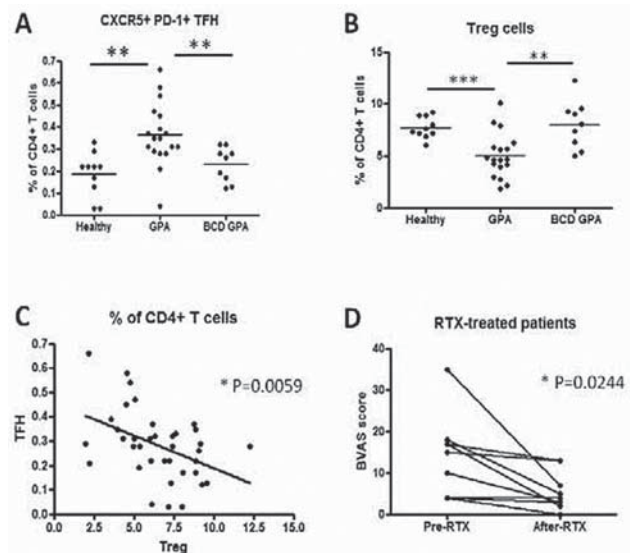 A
CXCR5+ PD-1+ TFH
**
**
% of CD4+ T cells
0.7
0.6
0.5
0.4
0.3
0.2
0.1
0.0
Healthy
GPA
BCD GPA
B
Treg cells
***
**
% of CD4+ T cells
15
10
5
0
Healthy
GPA
BCD GPA
C
% of CD4+ T cells
* P=0.0059
TFH
0.7
0.6
0.5
0.4
0.3
0.2
0.1
0.0
0.0
2.5
5.0
7.5
10.0
12.5
15.0
Treg
D
RTX-treated patients
* P=0.0244
BVAS score
40
30
20
10
0
Pre-RTX
After-RTX